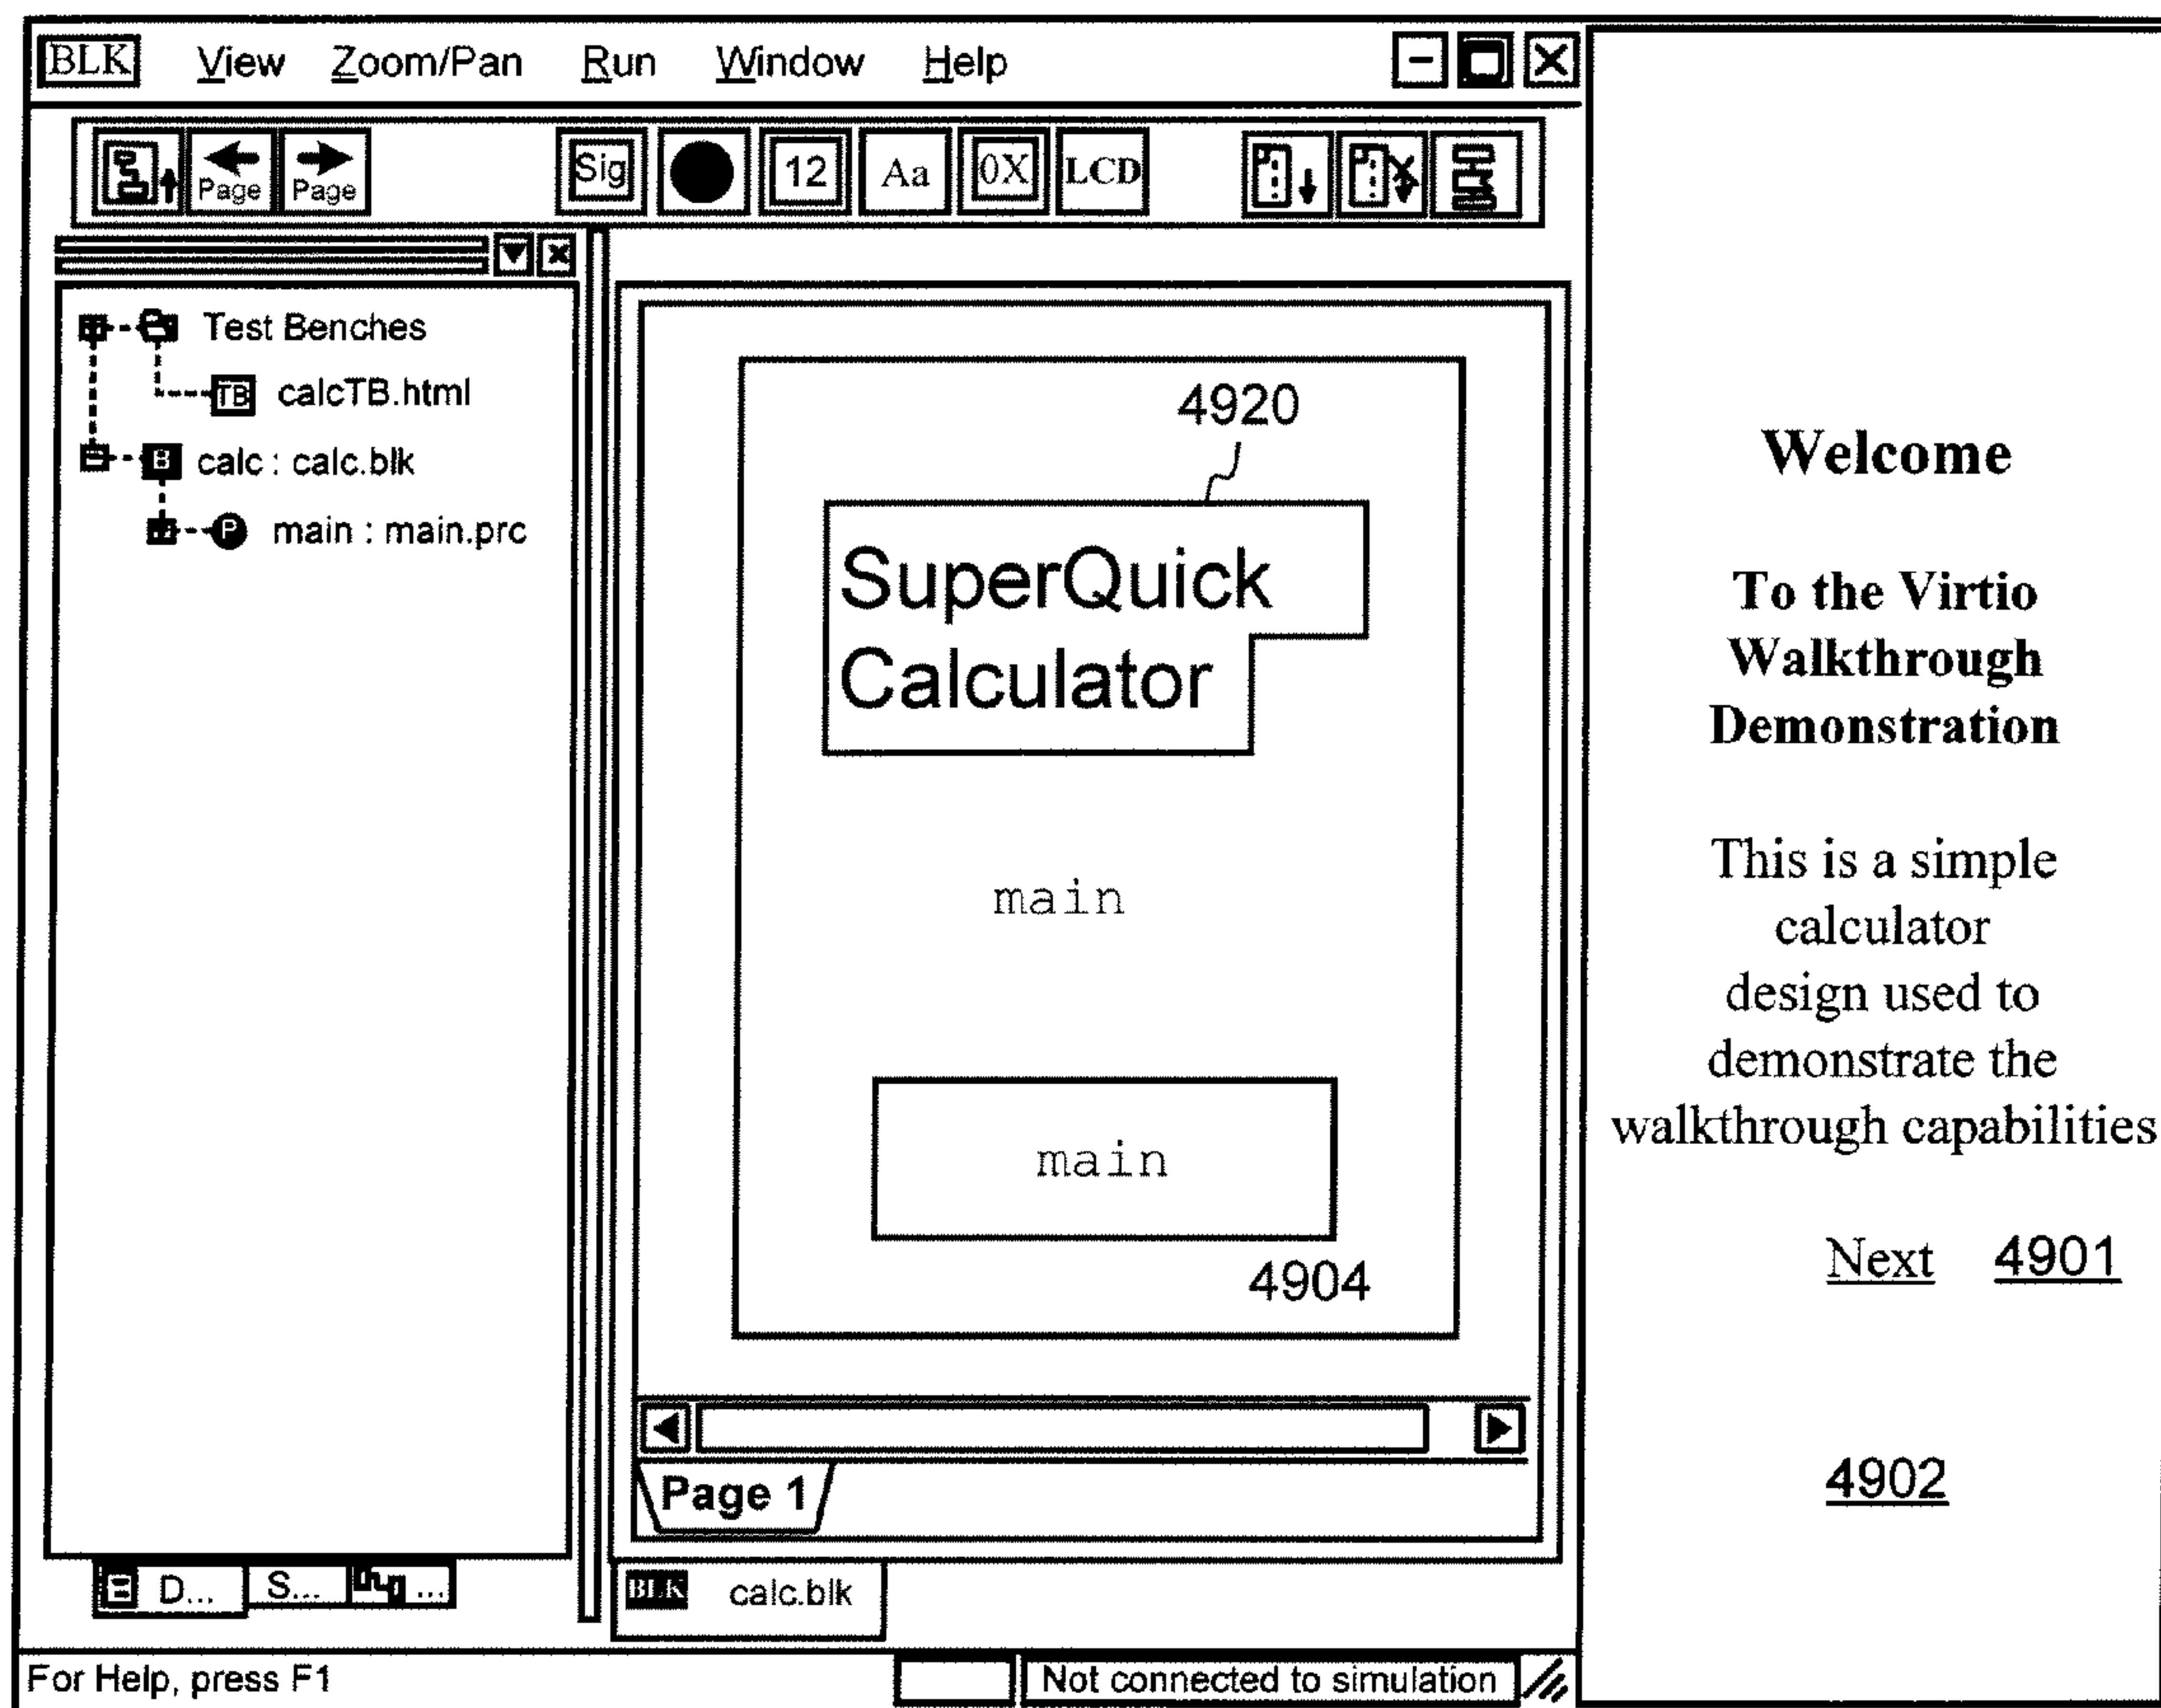 BLK View Zoom/Pan Run Window Help
Page Page Sig 12 Aa 0X LCD
Test Benches
TB calcTB.html
B calc : calc.blk
P main : main.prc
4920
SuperQuick
Calculator
main
main
4904
Page 1
D... S... ...
BLK calc.blk
For Help, press F1
Not connected to simulation
Welcome
To the Virtio
Walkthrough
Demonstration
This is a simple
calculator
design used to
demonstrate the
walkthrough capabilities
Next 4901
4902